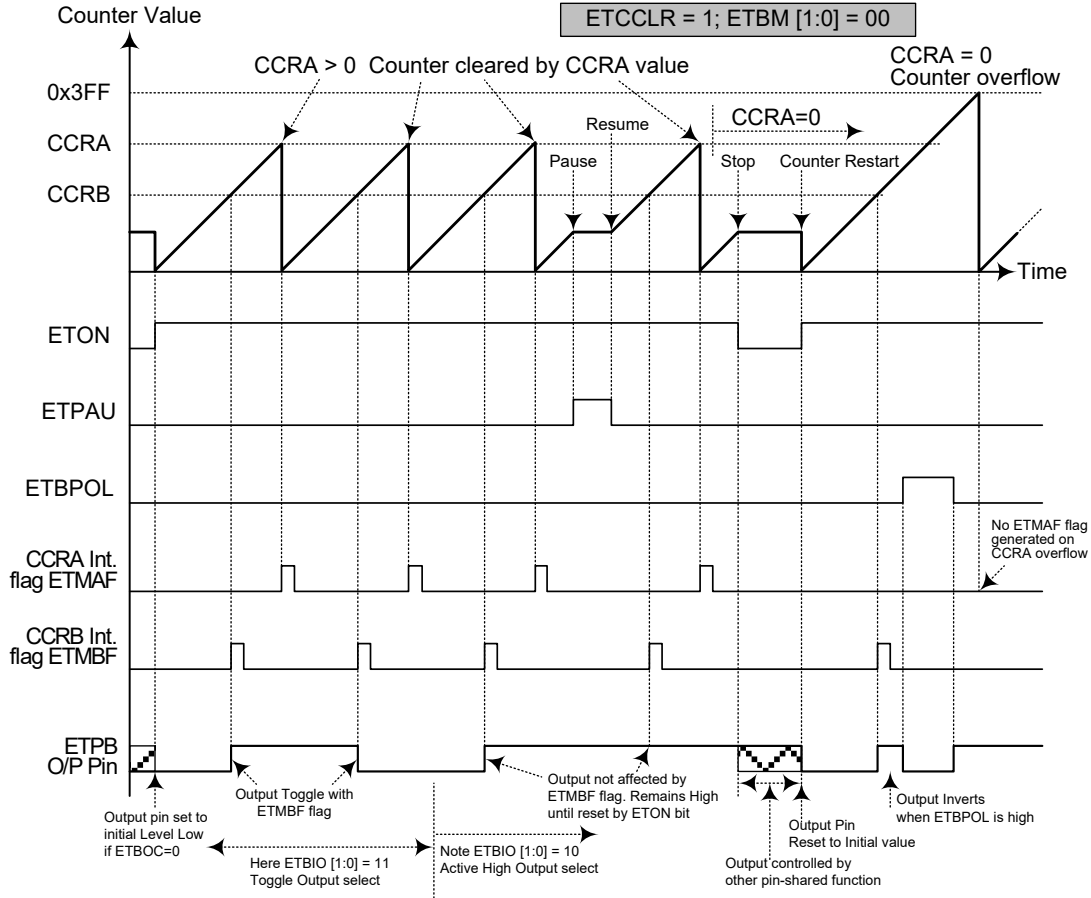 Counter Value
ETCCLR = 1; ETBM [1:0] = 00
CCRA > 0
Counter cleared by CCRA value
CCRA = 0
Counter overflow
0x3FF
CCRA=0
Resume
CCRA
Pause
Stop
Counter Restart
CCRB
Time
ETON
ETPAU
ETBPOL
No ETMAF flag
generated on
CCRA overflow
CCRA Int.
flag ETMAF
CCRB Int.
flag ETMBF
ETPB
O/P Pin
Output pin set to
initial Level Low
if ETBOC=0
Output Toggle with
ETMBF flag
Output not affected by
ETMBF flag. Remains High
until reset by ETON bit
Output Inverts
when ETBPOL is high
Output Pin
Reset to Initial value
Here ETBIO [1:0] = 11
Toggle Output select
Note ETBIO [1:0] = 10
Active High Output select
Output controlled by
other pin-shared function